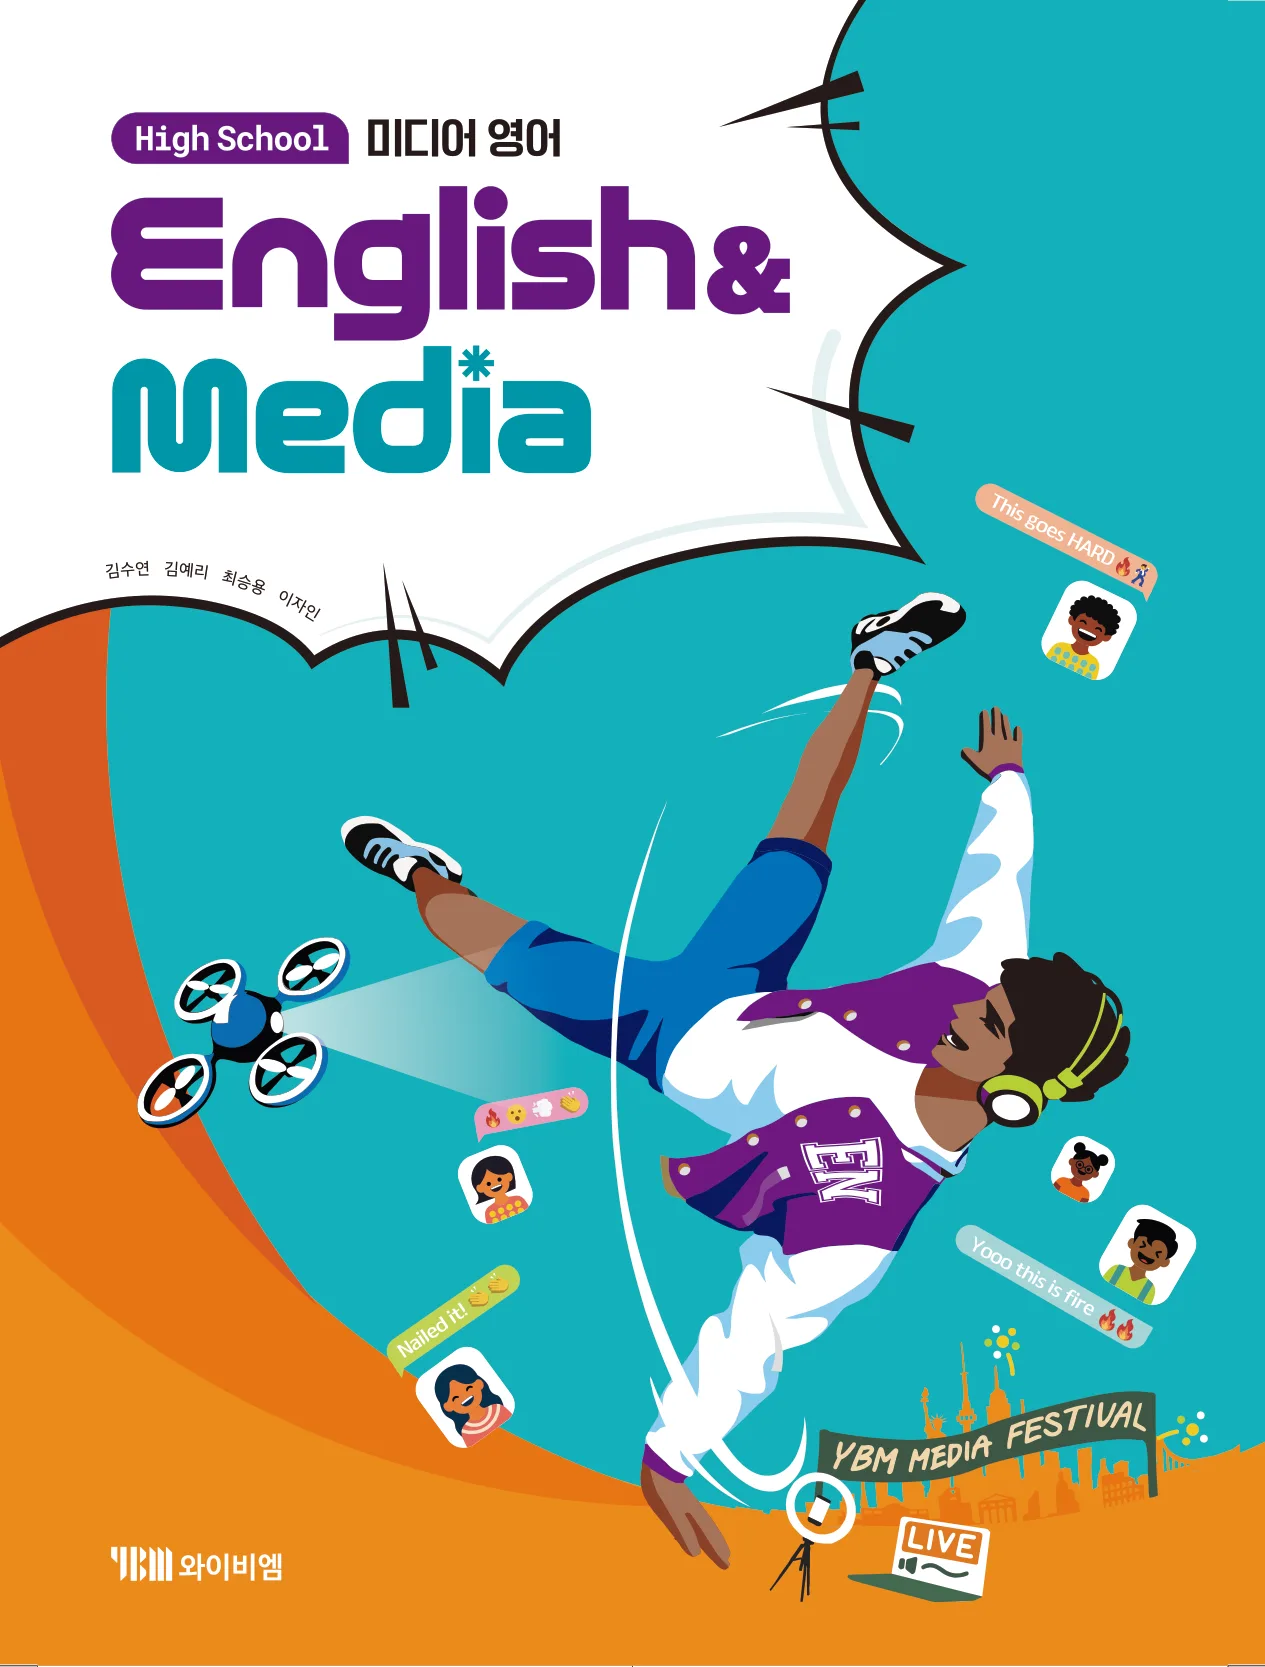 High School 미디어 영어
English &
Media
김수연 김예리 최승용 이자인
This goes HARD🔥🕺
EN
🔥😮💨👏
Nailed it! 👏👏
Yooo this is fire 🔥🔥
YBM MEDIA FESTIVAL
LIVE
YBM 와이비엠